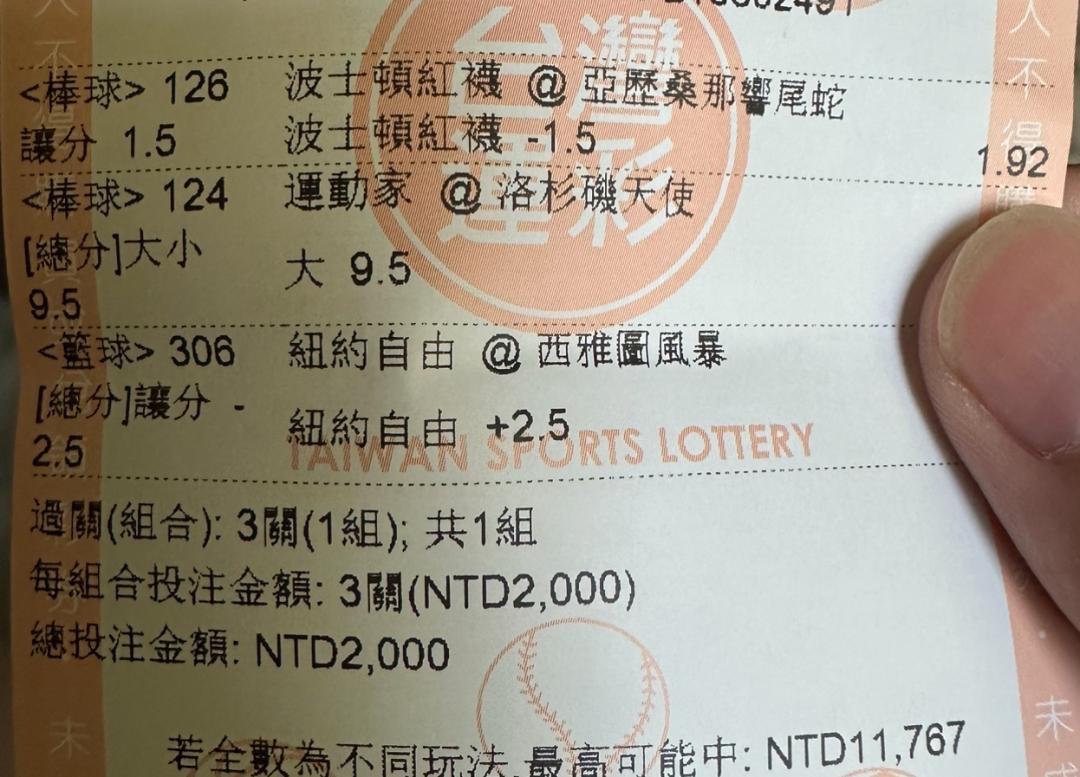 <棒球> 126 波士頓紅襪 @ 亞歷桑那響尾蛇
讓分 1.5 波士頓紅襪 -1.5 1.92
<棒球> 124 運動家 @ 洛杉磯天使
[總分]大小 大 9.5
9.5
<籃球> 306 紐約自由 @ 西雅圖風暴
[總分]讓分 - 紐約自由 +2.5
2.5
TAIWAN SPORTS LOTTERY
過關(組合): 3關(1組); 共1組
每組合投注金額: 3關(NTD2,000)
總投注金額: NTD2,000
若全數為不同玩法,最高可能中: NTD11,767
台灣
運彩